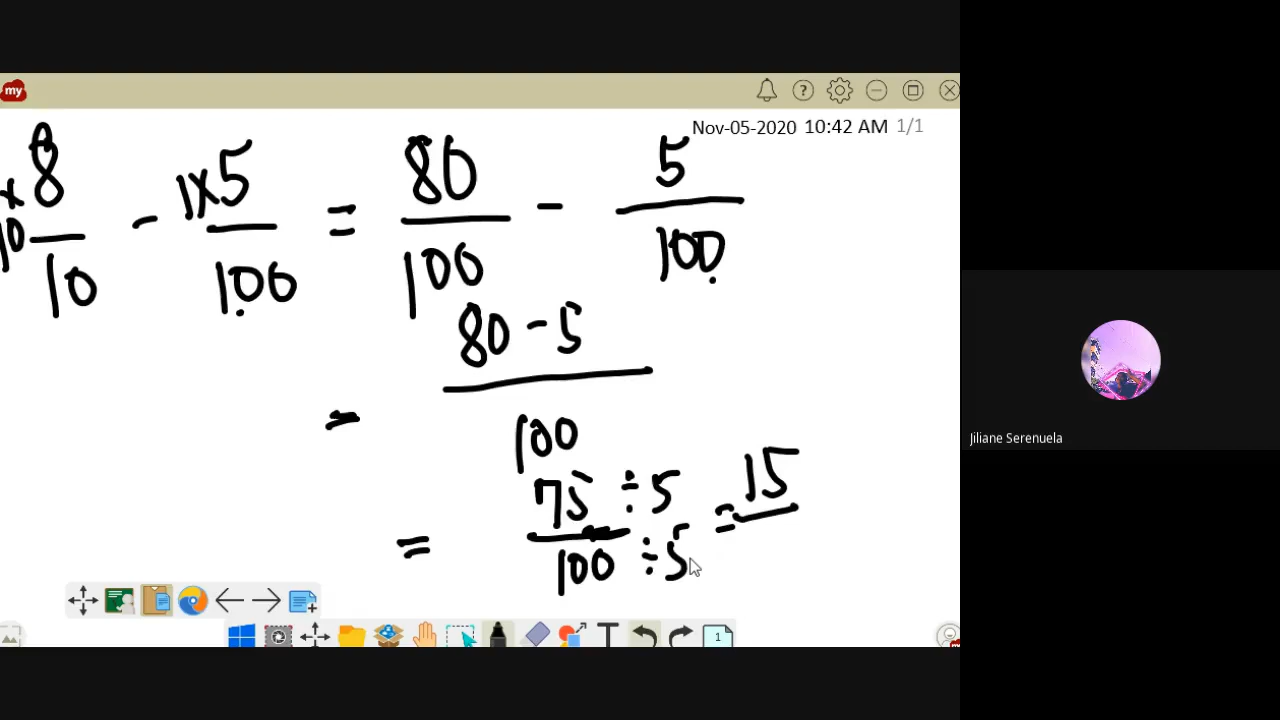 my
Nov-05-2020 10:42 AM 1/1
× 8 / 10 - 1×5 / 100 = 80 / 100 - 5 / 100
10
= 80 - 5 / 100
= 75 ÷ 5 / 100 ÷ 5 = 15
Jiliane Serenuela
T
1